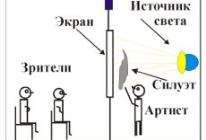 Источник
света
Экран
Зрители
Силуэт
Артист